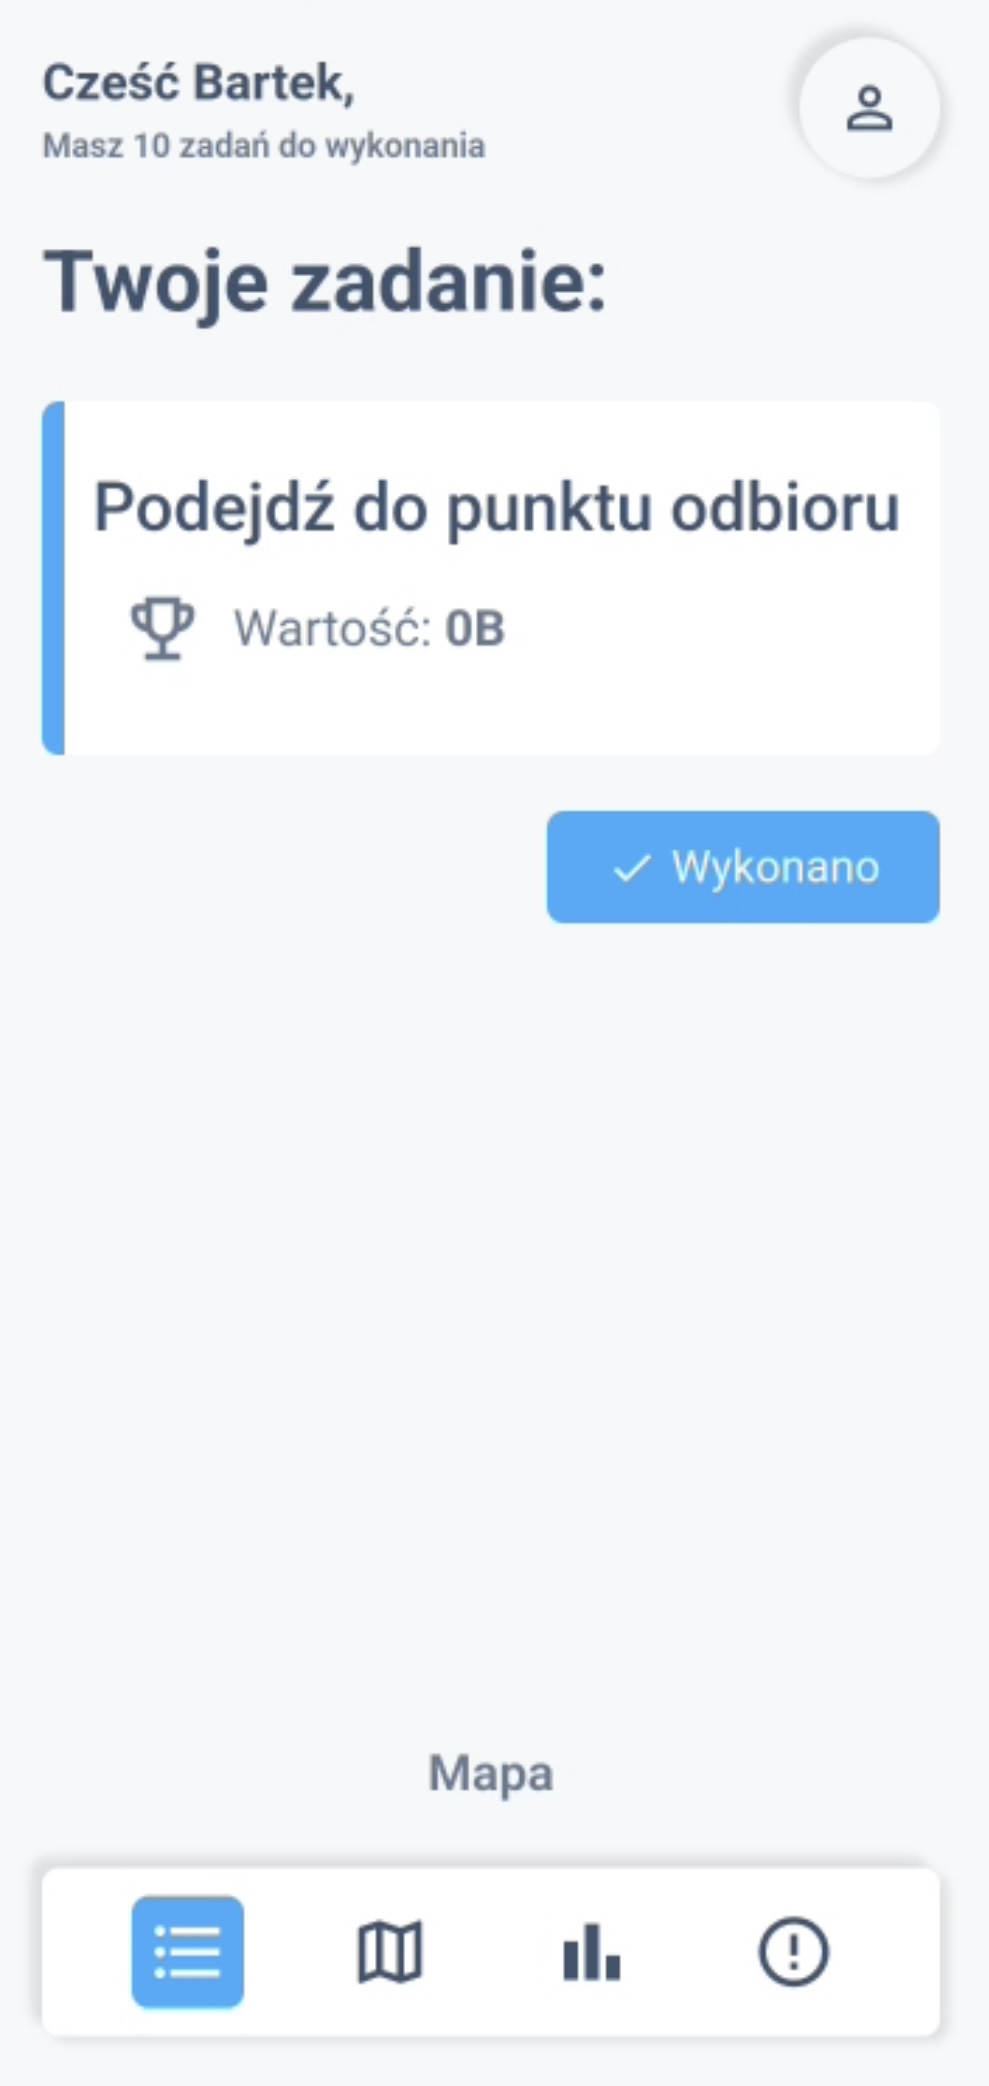 Cześć Bartek,
Masz 10 zadań do wykonania
Twoje zadanie:
Podejdź do punktu odbioru
Wartość: 0B
Wykonano
Mapa